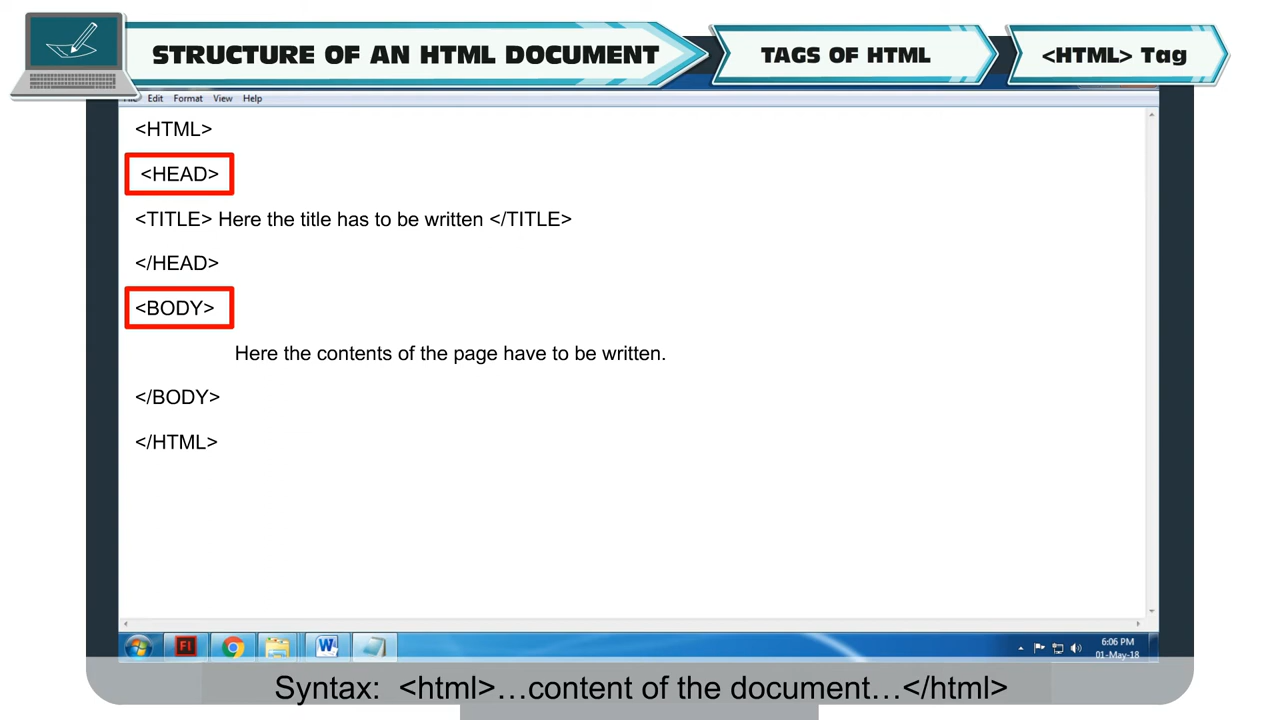 STRUCTURE OF AN HTML DOCUMENT
TAGS OF HTML
<HTML> Tag
Edit Format View Help
<HTML>
<HEAD>
<TITLE> Here the title has to be written </TITLE>
</HEAD>
<BODY>
Here the contents of the page have to be written.
</BODY>
</HTML>
Fl
W
6:06 PM
01-May-18
Syntax: <html>...content of the document...</html>